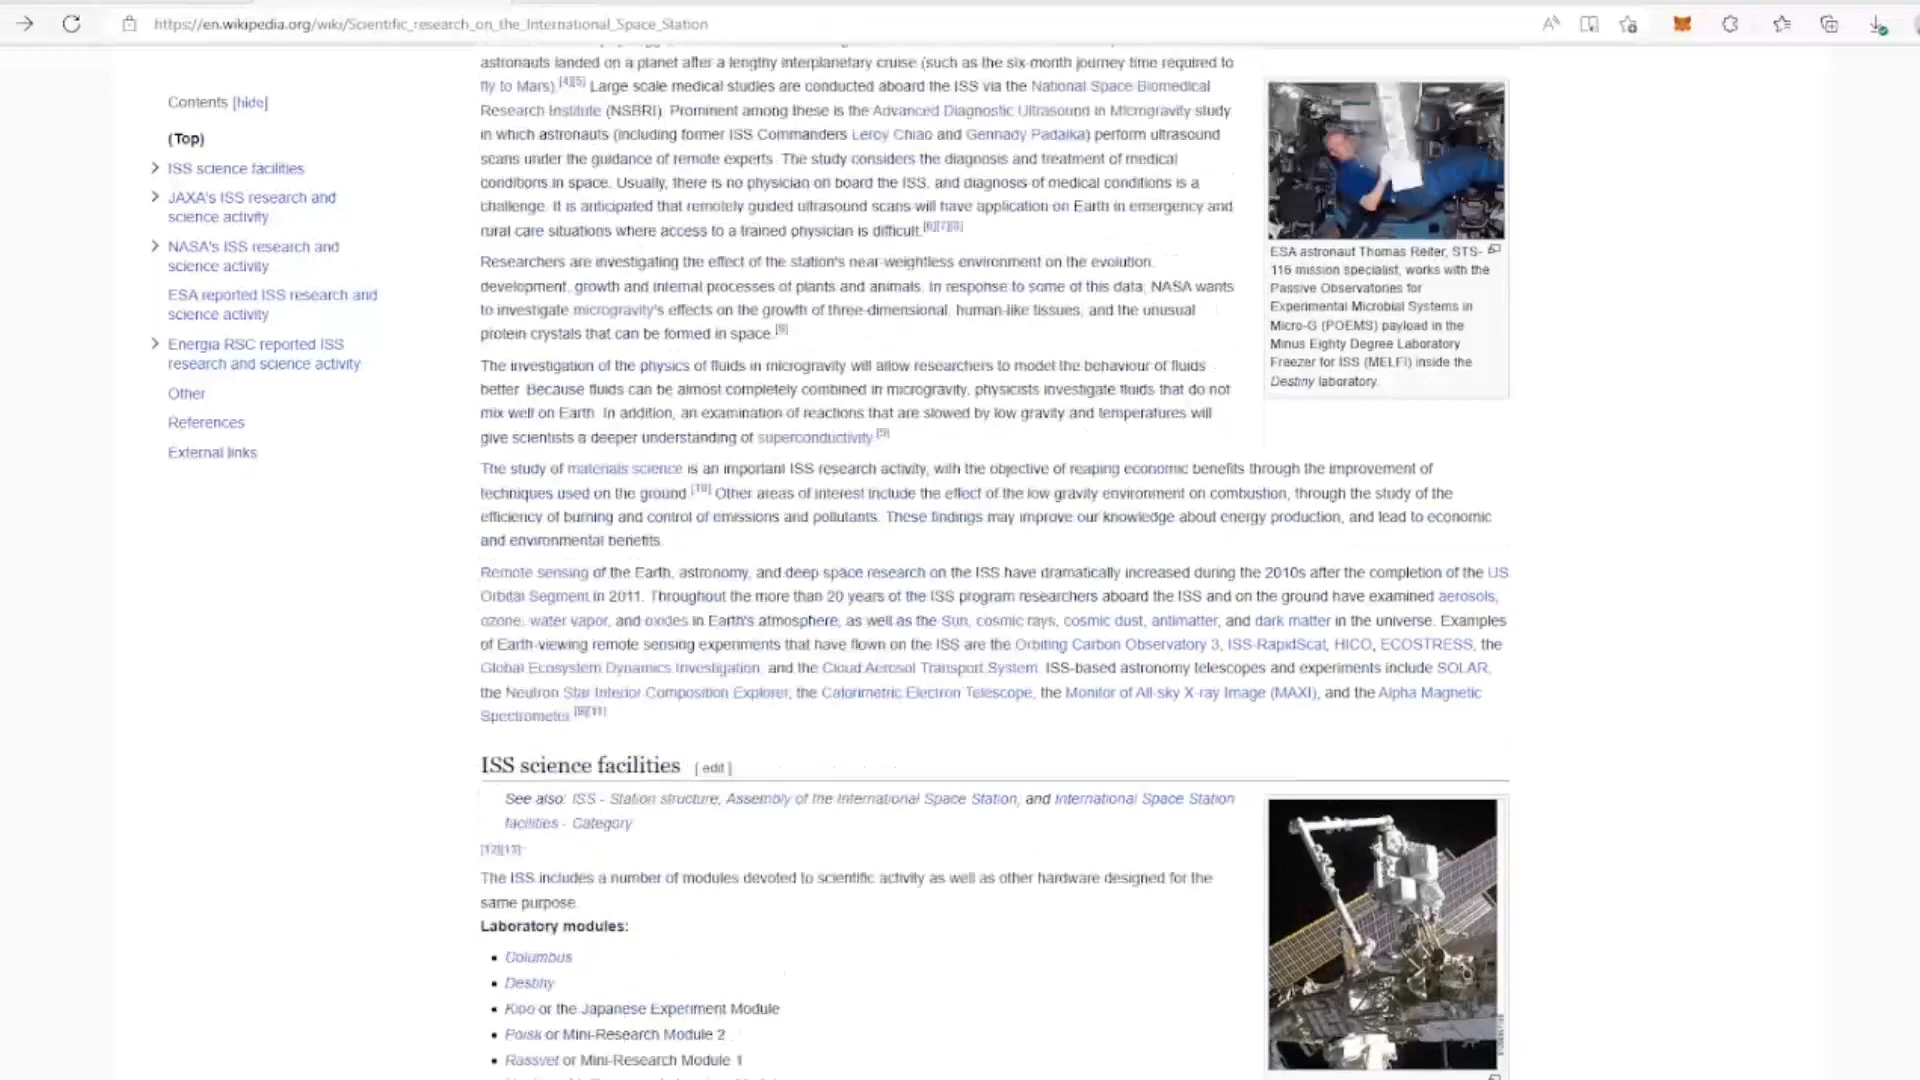 https://en.wikipedia.org/wiki/Scientific_research_on_the_International_Space_Station
Contents [hide]
(Top)
ISS science facilities
JAXA's ISS research and
science activity
NASA's ISS research and
science activity
ESA reported ISS research and
science activity
Energia RSC reported ISS
research and science activity
Other
References
External links
astronauts landed on a planet after a lengthy interplanetary cruise (such as the six-month journey time required to
fly to Mars).[4][5] Large scale medical studies are conducted aboard the ISS via the National Space Biomedical
Research Institute (NSBRI). Prominent among these is the Advanced Diagnostic Ultrasound in Microgravity study
in which astronauts (including former ISS Commanders Leroy Chiao and Gennady Padalka) perform ultrasound
scans under the guidance of remote experts. The study considers the diagnosis and treatment of medical
conditions in space. Usually, there is no physician on board the ISS, and diagnosis of medical conditions is a
challenge. It is anticipated that remotely guided ultrasound scans will have application on Earth in emergency and
rural care situations where access to a trained physician is difficult.[6][7][8]
Researchers are investigating the effect of the station's near-weightless environment on the evolution,
development, growth and internal processes of plants and animals. In response to some of this data, NASA wants
to investigate microgravity's effects on the growth of three-dimensional, human-like tissues, and the unusual
protein crystals that can be formed in space.[9]
The investigation of the physics of fluids in microgravity will allow researchers to model the behaviour of fluids
better. Because fluids can be almost completely combined in microgravity, physicists investigate fluids that do not
mix well on Earth. In addition, an examination of reactions that are slowed by low gravity and temperatures will
give scientists a deeper understanding of superconductivity.[9]
The study of materials science is an important ISS research activity, with the objective of reaping economic benefits through the improvement of
techniques used on the ground.[10] Other areas of interest include the effect of the low gravity environment on combustion, through the study of the
efficiency of burning and control of emissions and pollutants. These findings may improve our knowledge about energy production, and lead to economic
and environmental benefits.
Remote sensing of the Earth, astronomy, and deep space research on the ISS have dramatically increased during the 2010s after the completion of the US
Orbital Segment in 2011. Throughout the more than 20 years of the ISS program researchers aboard the ISS and on the ground have examined aerosols,
ozone, water vapor, and oxides in Earth's atmosphere, as well as the Sun, cosmic rays, cosmic dust, antimatter, and dark matter in the universe. Examples
of Earth-viewing remote sensing experiments that have flown on the ISS are the Orbiting Carbon Observatory 3, ISS-RapidScat, HICO, ECOSTRESS, the
Global Ecosystem Dynamics Investigation, and the Cloud Aerosol Transport System. ISS-based astronomy telescopes and experiments include SOLAR,
the Neutron Star Interior Composition Explorer, the Calorimetric Electron Telescope, the Monitor of All-sky X-ray Image (MAXI), and the Alpha Magnetic
Spectrometer.[9][11]
ESA astronaut Thomas Reiter, STS-
116 mission specialist, works with the
Passive Observatories for
Experimental Microbial Systems in
Micro-G (POEMS) payload in the
Minus Eighty Degree Laboratory
Freezer for ISS (MELFI) inside the
Destiny laboratory.
ISS science facilities [ edit ]
See also: ISS - Station structure, Assembly of the International Space Station, and International Space Station
facilities - Category
[12][13]
The ISS includes a number of modules devoted to scientific activity as well as other hardware designed for the
same purpose.
Laboratory modules:
• Columbus
• Destiny
• Kibo or the Japanese Experiment Module
• Poisk or Mini-Research Module 2
• Rassvet or Mini-Research Module 1